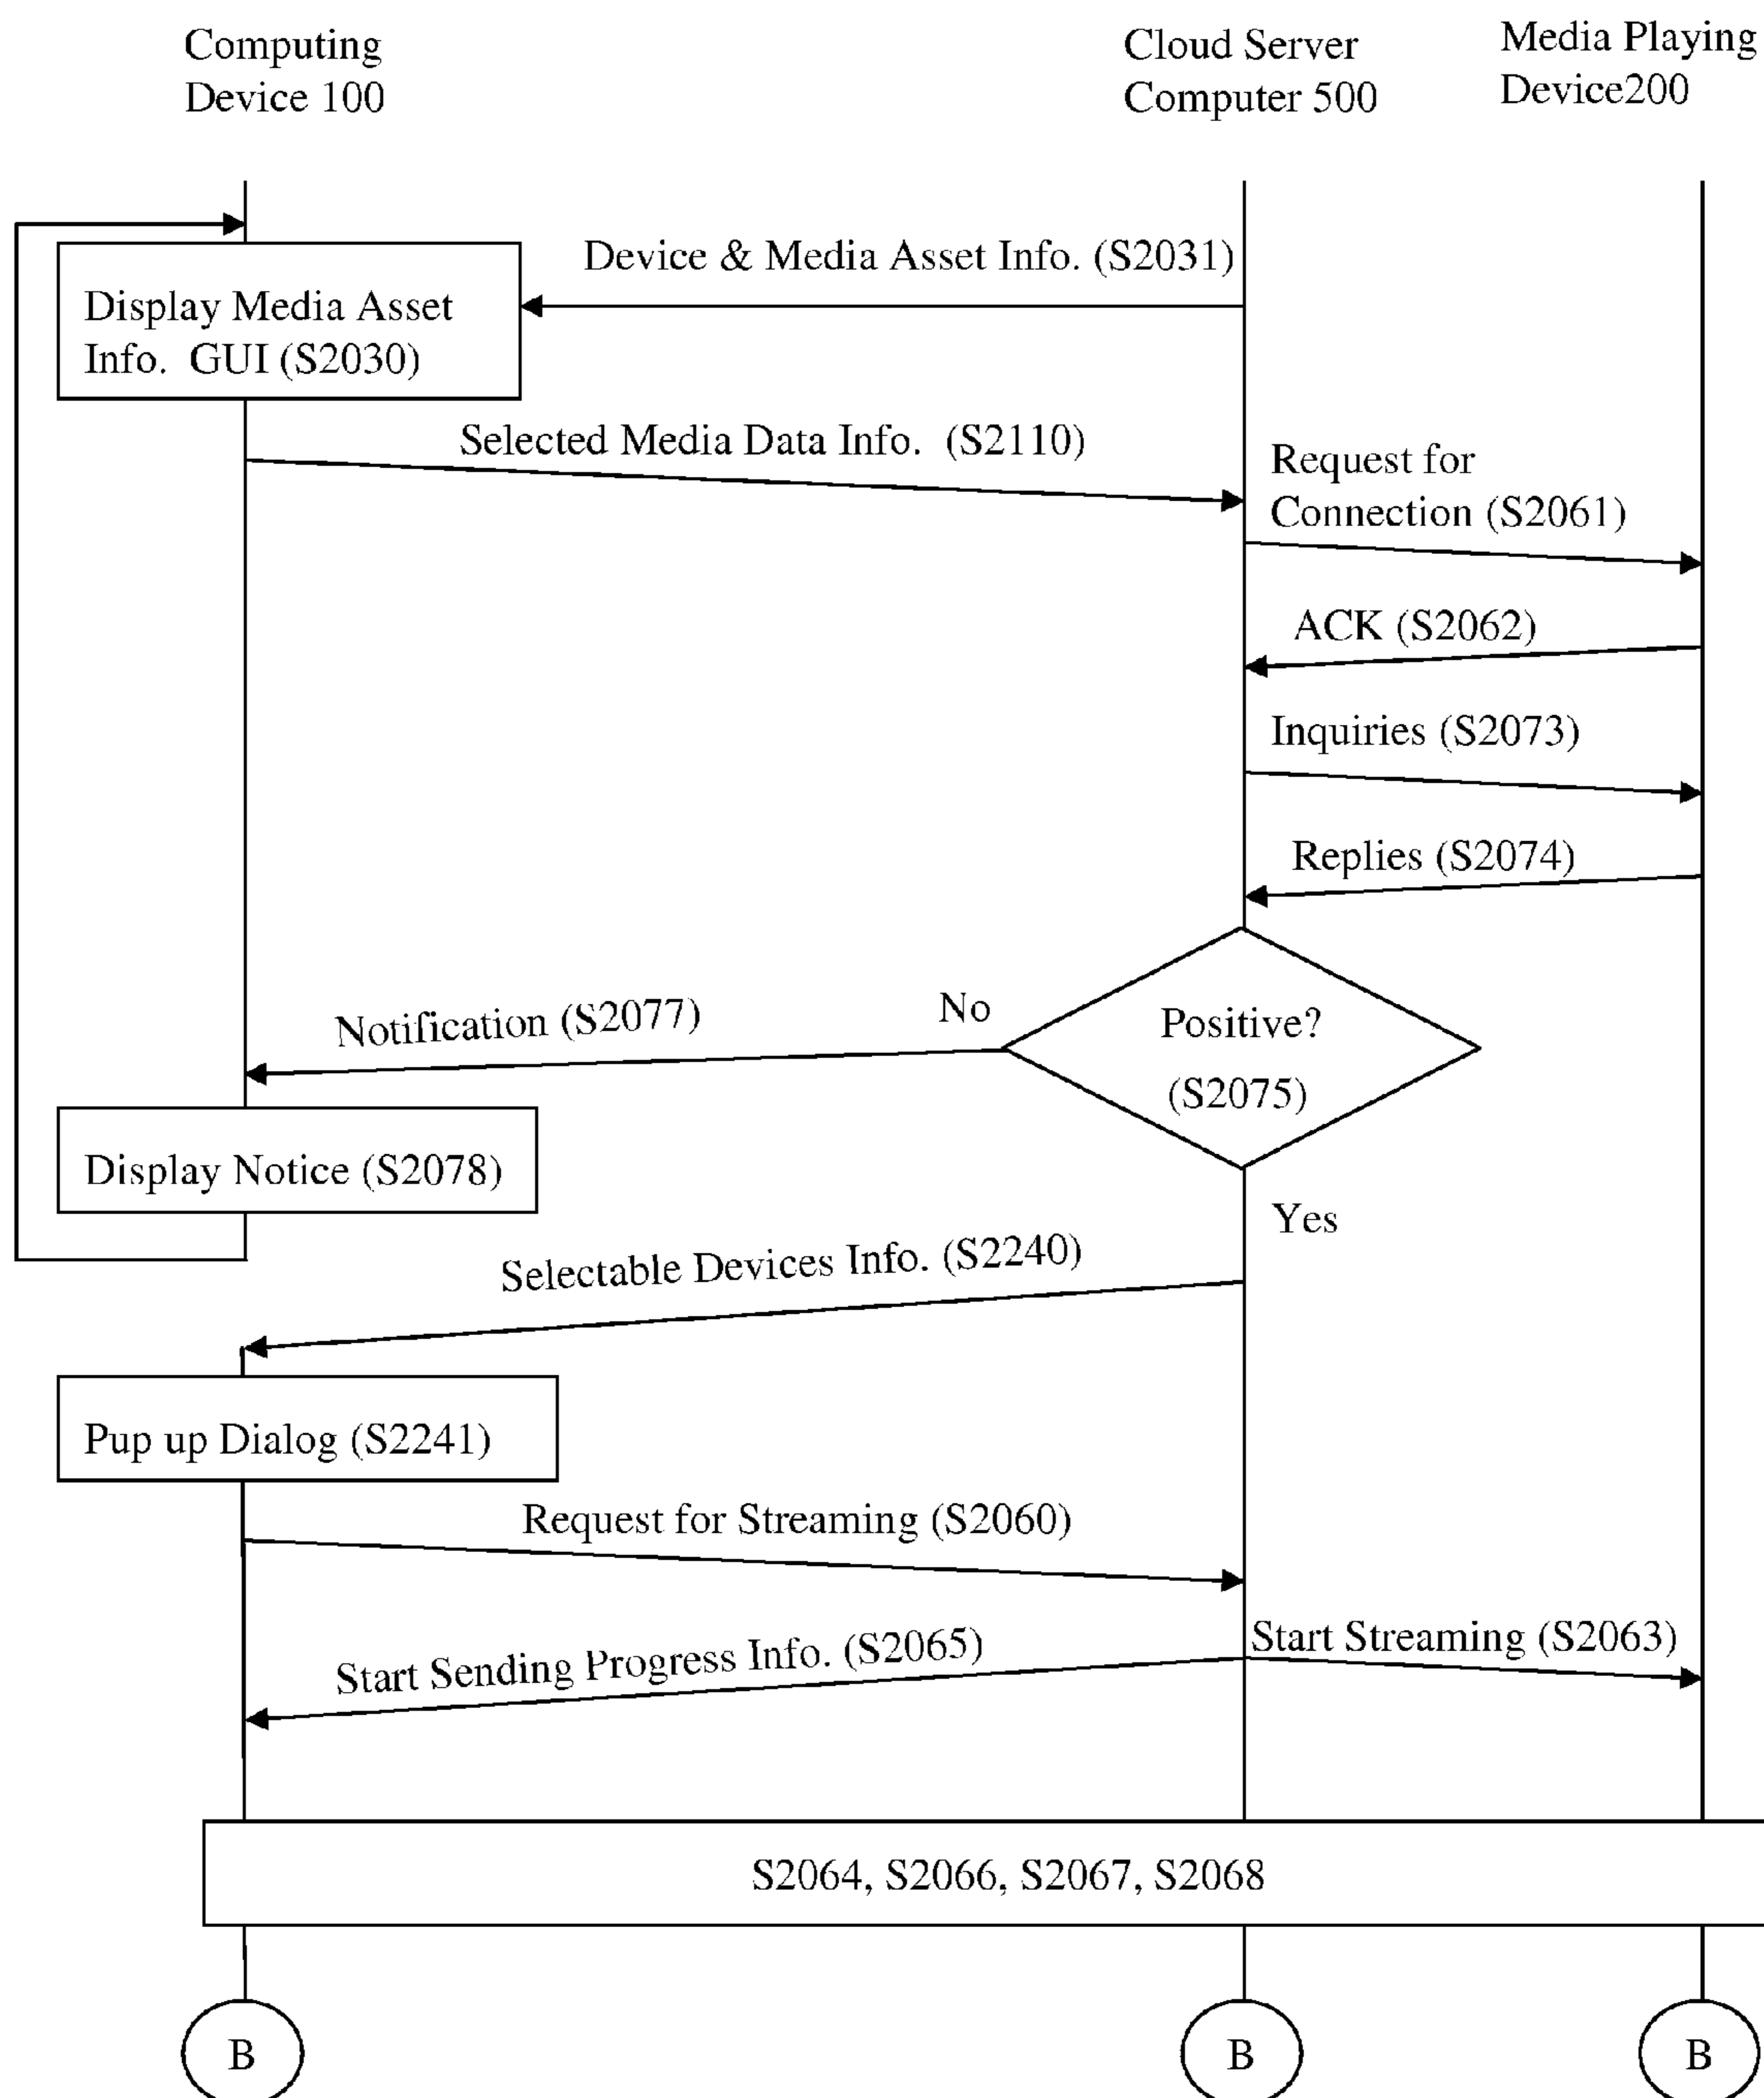 Computing
Device 100
Cloud Server
Computer 500
Media Playing
Device200
Device & Media Asset Info. (S2031)
Display Media Asset
Info.  GUI (S2030)
Selected Media Data Info.  (S2110)
Request for
Connection (S2061)
ACK (S2062)
Inquiries (S2073)
Replies (S2074)
No
Positive?
(S2075)
Notification (S2077)
Display Notice (S2078)
Yes
Selectable Devices Info. (S2240)
Pup up Dialog (S2241)
Request for Streaming (S2060)
Start Sending Progress Info. (S2065)
Start Streaming (S2063)
S2064, S2066, S2067, S2068
B
B
B